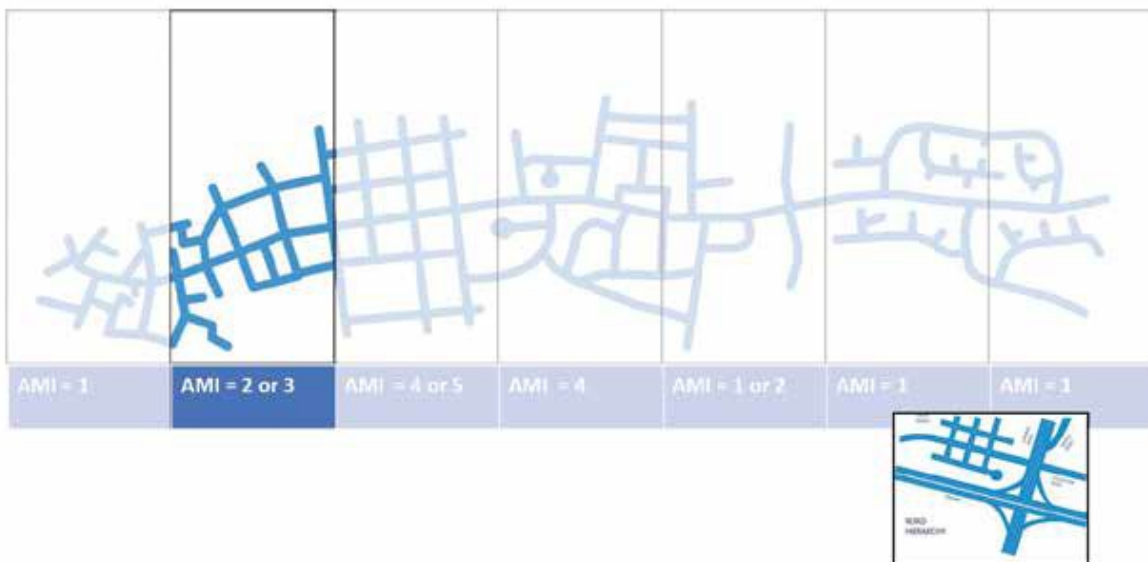 AMI = 1
AMI = 2 or 3
AMI = 4 or 5
AMI = 4
AMI = 1 or 2
AMI = 1
AMI = 1
ROAD
HIERARCHY